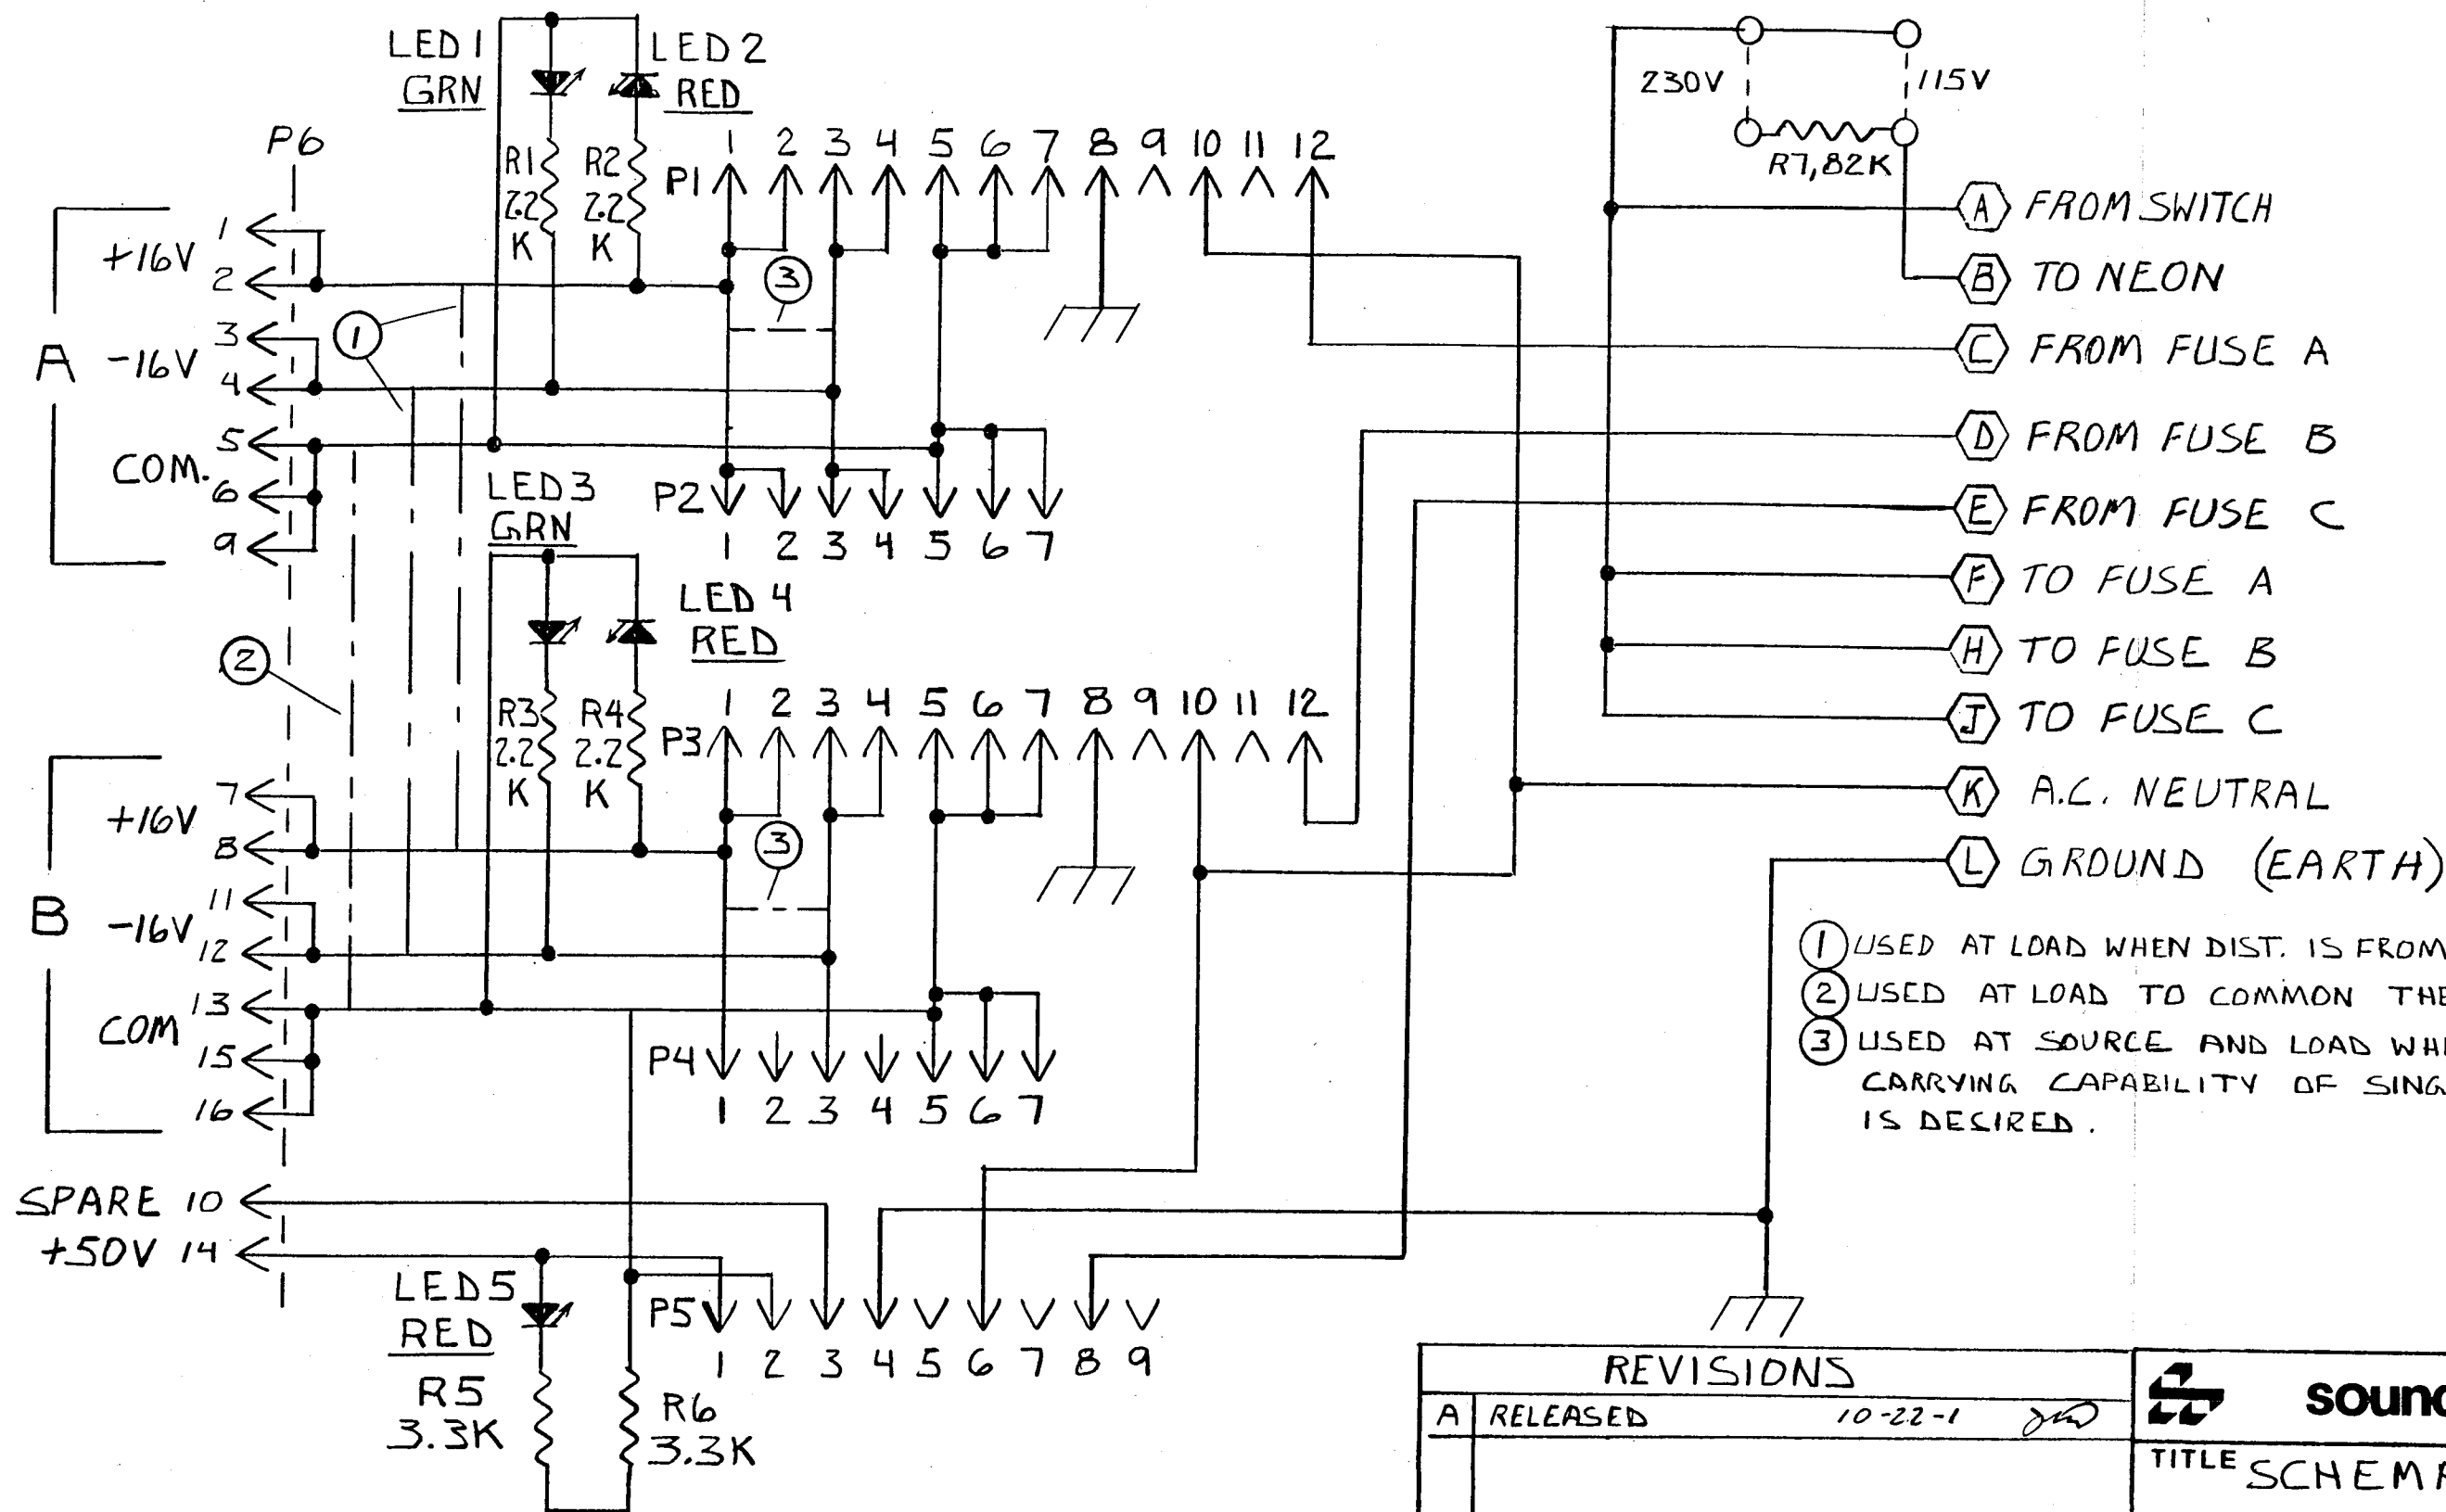 LED 1
GRN
LED 2
RED
230V
115V
R7, 82K
P6
R1
2.2
K
R2
2.2
K
P1
1 2 3 4 5 6 7 8 9 10 11 12
A
+16V
1
2
-16V
3
4
COM.
5
6
9
1
3
2
P2
1 2 3 4 5 6 7
A FROM SWITCH
B TO NEON
C FROM FUSE A
D FROM FUSE B
E FROM FUSE C
F TO FUSE A
H TO FUSE B
J TO FUSE C
K A.C. NEUTRAL
L GROUND (EARTH)
LED 3
GRN
LED 4
RED
R3
2.2
K
R4
2.2
K
P3
1 2 3 4 5 6 7 8 9 10 11 12
B
+16V
7
8
-16V
11
12
COM
13
15
16
3
P4
1 2 3 4 5 6 7
1 USED AT LOAD WHEN DIST. IS FROM
2 USED AT LOAD TO COMMON THE
3 USED AT SOURCE AND LOAD
CARRYING CAPABILITY OF
IS DESIRED.
SPARE 10
+50V 14
LED 5
RED
R5
3.3K
R6
3.3K
P5
1 2 3 4 5 6 7 8 9
REVISIONS
A RELEASED 10-22-1
TITLE